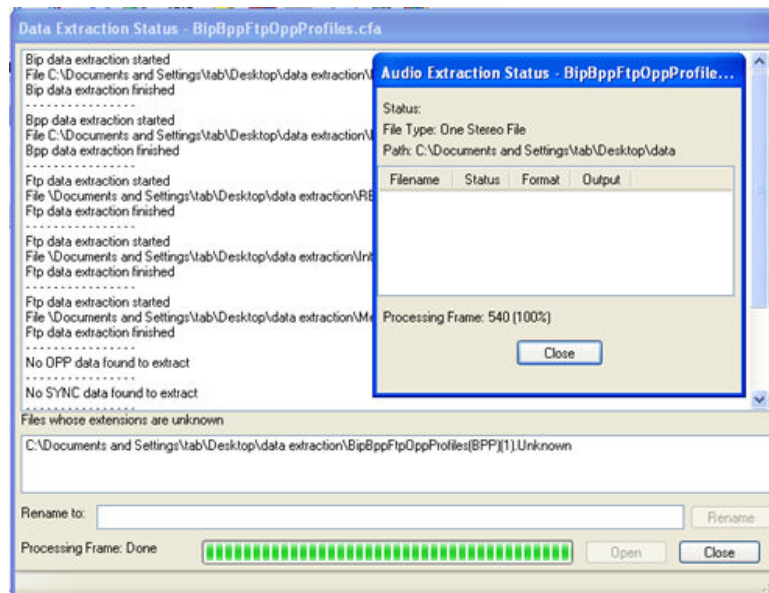 Data Extraction Status - BipBppFtpOppProfiles.cfa
Bip data extraction started
File C:\Documents and Settings\tab\Desktop\data extraction\
Bip data extraction finished
- - - - - - - - - - - - - - - -
Bpp data extraction started
File C:\Documents and Settings\tab\Desktop\data extraction\
Bpp data extraction finished
- - - - - - - - - - - - - - - -
Ftp data extraction started
File \Documents and Settings\tab\Desktop\data extraction\RE
Ftp data extraction finished
- - - - - - - - - - - - - - - -
Ftp data extraction started
File \Documents and Settings\tab\Desktop\data extraction\Int
Ftp data extraction finished
- - - - - - - - - - - - - - - -
Ftp data extraction started
File \Documents and Settings\tab\Desktop\data extraction\Me
Ftp data extraction finished
- - - - - - - - - - - - - - - -
No OPP data found to extract
- - - - - - - - - - - - - - - -
No SYNC data found to extract
- - - - - - - - - - - - - - - -
Audio Extraction Status - BipBppFtpOppProfile...
Status:
File Type: One Stereo File
Path: C:\Documents and Settings\tab\Desktop\data
Filename Status Format Output
Processing Frame: 540 (100%)
Close
Files whose extensions are unknown
C:\Documents and Settings\tab\Desktop\data extraction\BipBppFtpOppProfiles(BPP)(1).Unknown
Rename to:
Rename
Processing Frame: Done
Open
Close